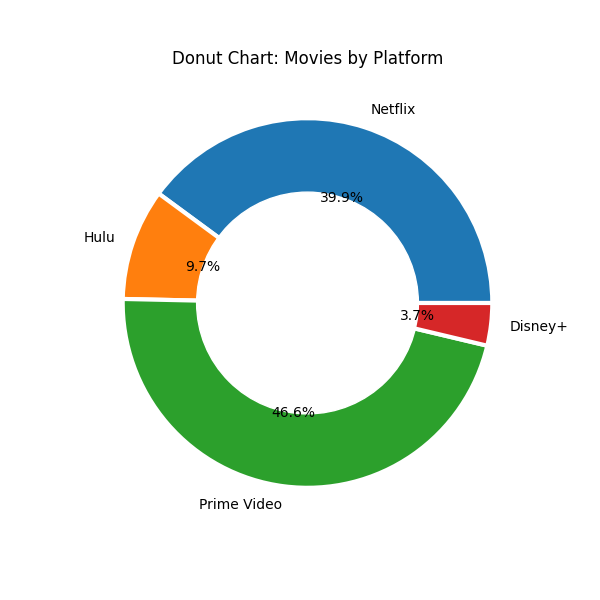 Donut Chart: Movies by Platform
Netflix
39.9%
Hulu
9.7%
3.7%
Disney+
46.6%
Prime Video